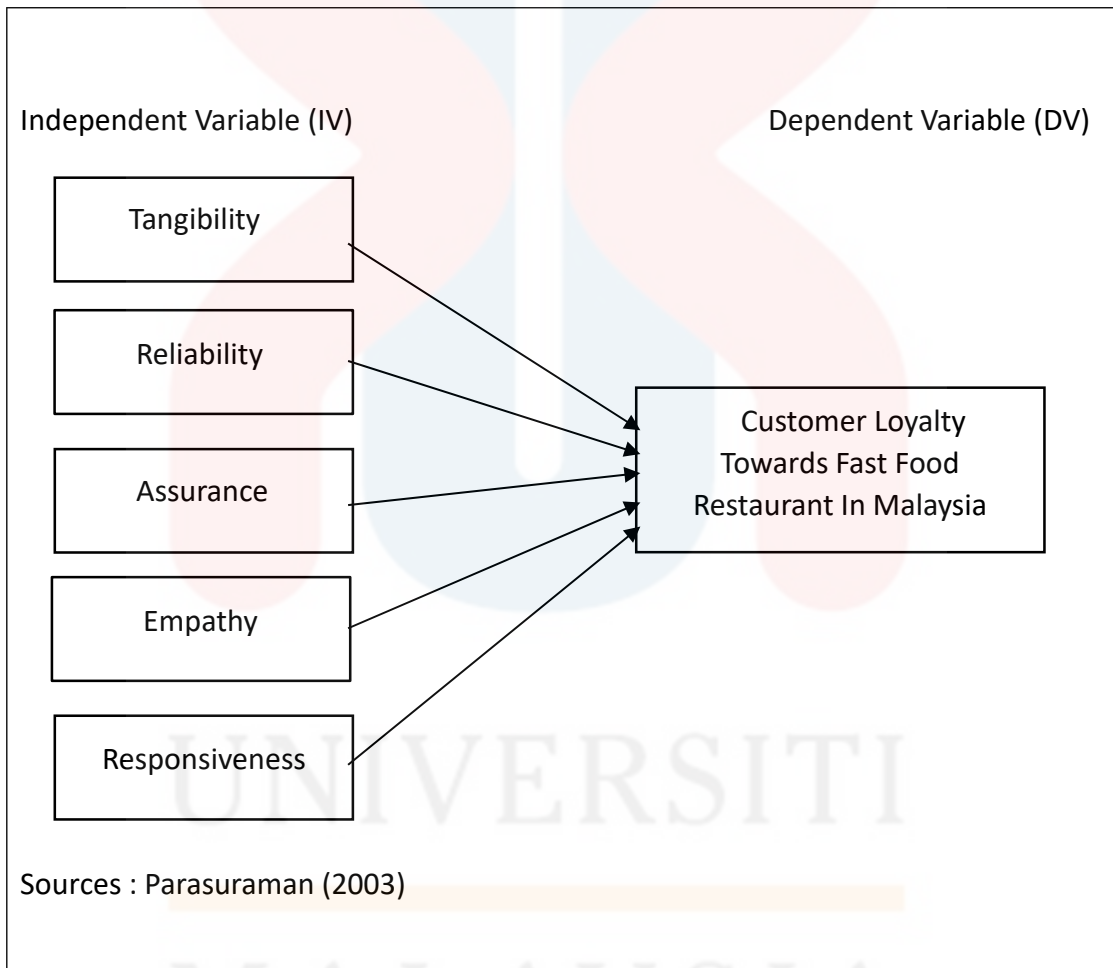 Independent Variable (IV)
Dependent Variable (DV)
Tangibility
Reliability
Assurance
Empathy
Responsiveness
Customer Loyalty
Towards Fast Food
Restaurant In Malaysia
UNIVERSITI
Sources : Parasuraman (2003)